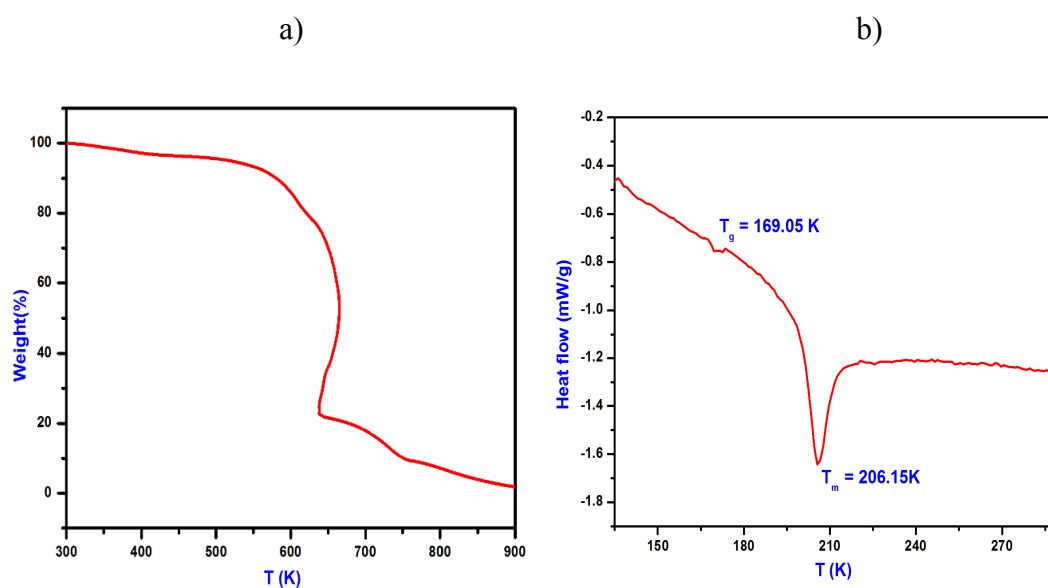 a)
b)
100
80
60
40
20
0
Weight(%)
300 400 500 600 700 800 900
T (K)
-0.2
-0.4
-0.6
-0.8
-1.0
-1.2
-1.4
-1.6
-1.8
Heat flow (mW/g)
T_g = 169.05 K
T_m = 206.15K
150 180 210 240 270
T (K)